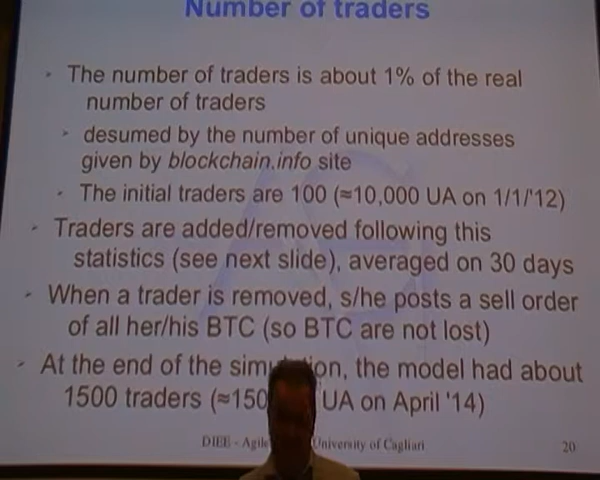 Number of traders
The number of traders is about 1% of the real
number of traders
desumed by the number of unique addresses
given by blockchain.info site
The initial traders are 100 (≈10,000 UA on 1/1/'12)
Traders are added/removed following this
statistics (see next slide), averaged on 30 days
When a trader is removed, s/he posts a sell order
of all her/his BTC (so BTC are not lost)
At the end of the sim on, the model had about
1500 traders (≈150 UA on April '14)
DIEE - Agile University of Cagliari
20